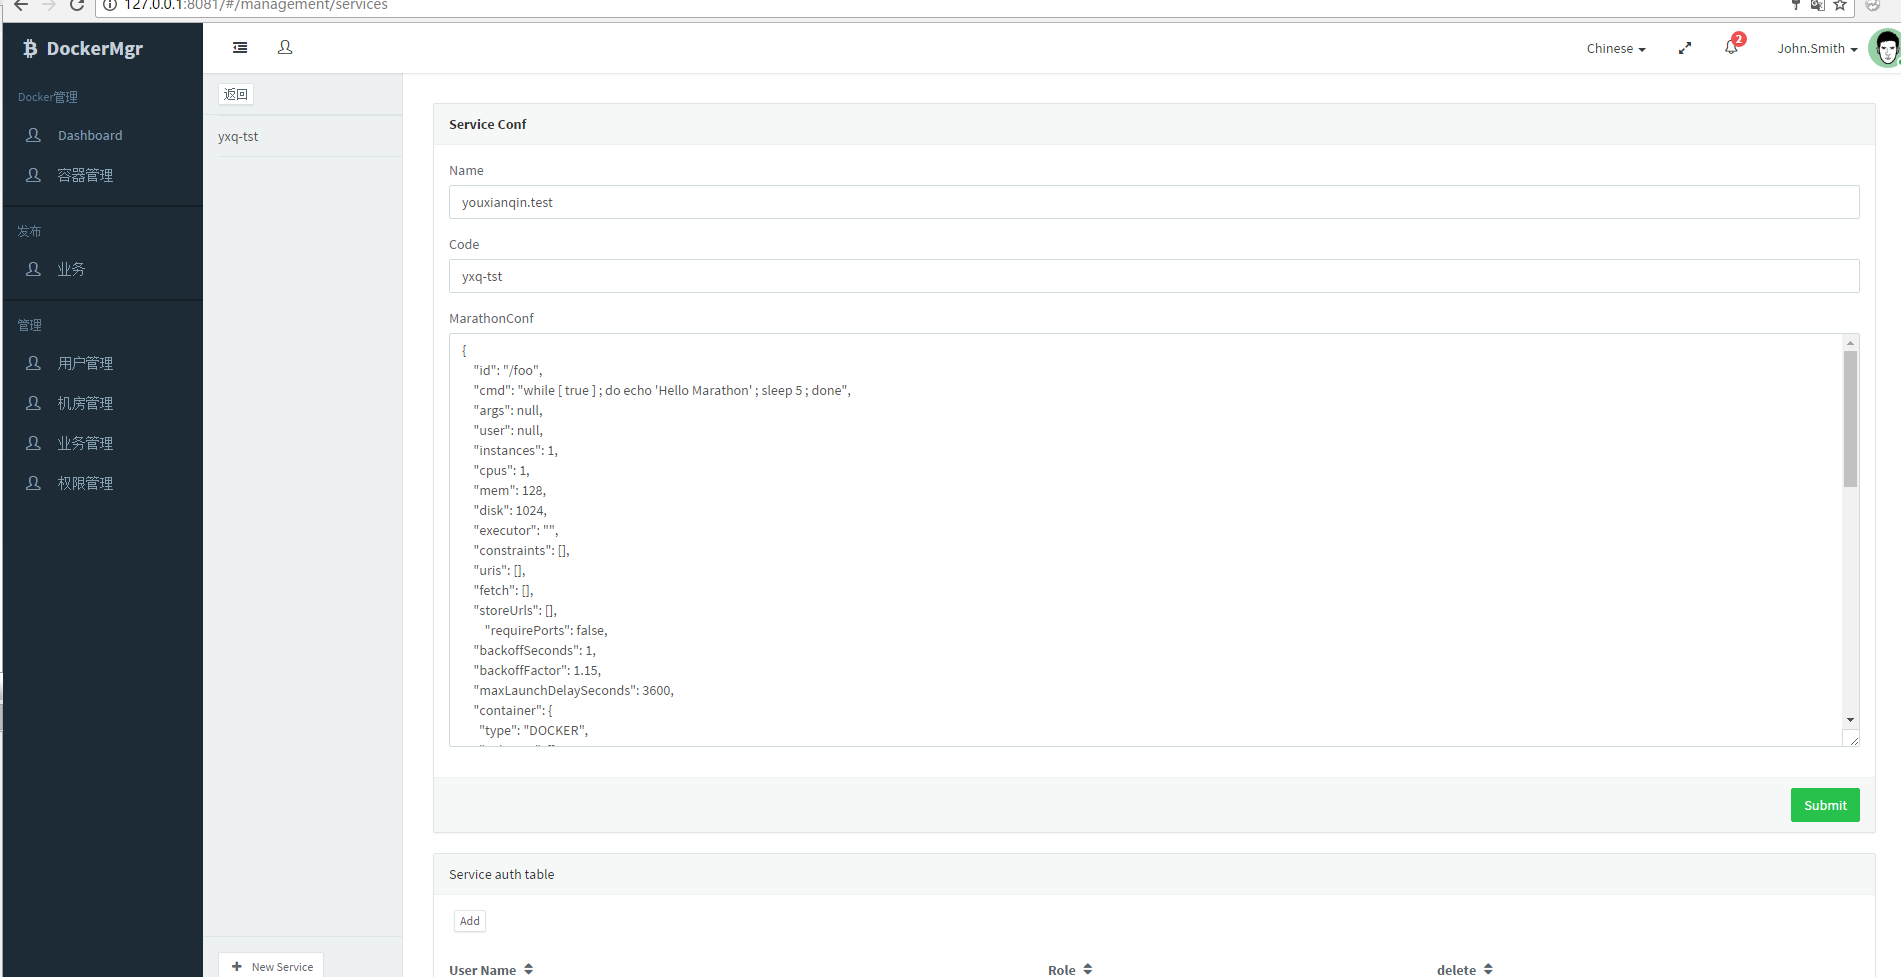 127.0.0.1:8081/#/management/services
DockerMgr
Chinese
2
John.Smith
Docker管理
Dashboard
容器管理
发布
业务
管理
用户管理
机房管理
业务管理
权限管理
返回
yxq-tst
New Service
Service Conf
Name
youxianqin.test
Code
yxq-tst
MarathonConf
{
"id": "/foo",
"cmd": "while [ true ] ; do echo 'Hello Marathon' ; sleep 5 ; done",
"args": null,
"user": null,
"instances": 1,
"cpus": 1,
"mem": 128,
"disk": 1024,
"executor": "",
"constraints": [],
"uris": [],
"fetch": [],
"storeUrls": [],
"requirePorts": false,
"backoffSeconds": 1,
"backoffFactor": 1.15,
"maxLaunchDelaySeconds": 3600,
"container": {
"type": "DOCKER",
Submit
Service auth table
Add
User Name
Role
delete